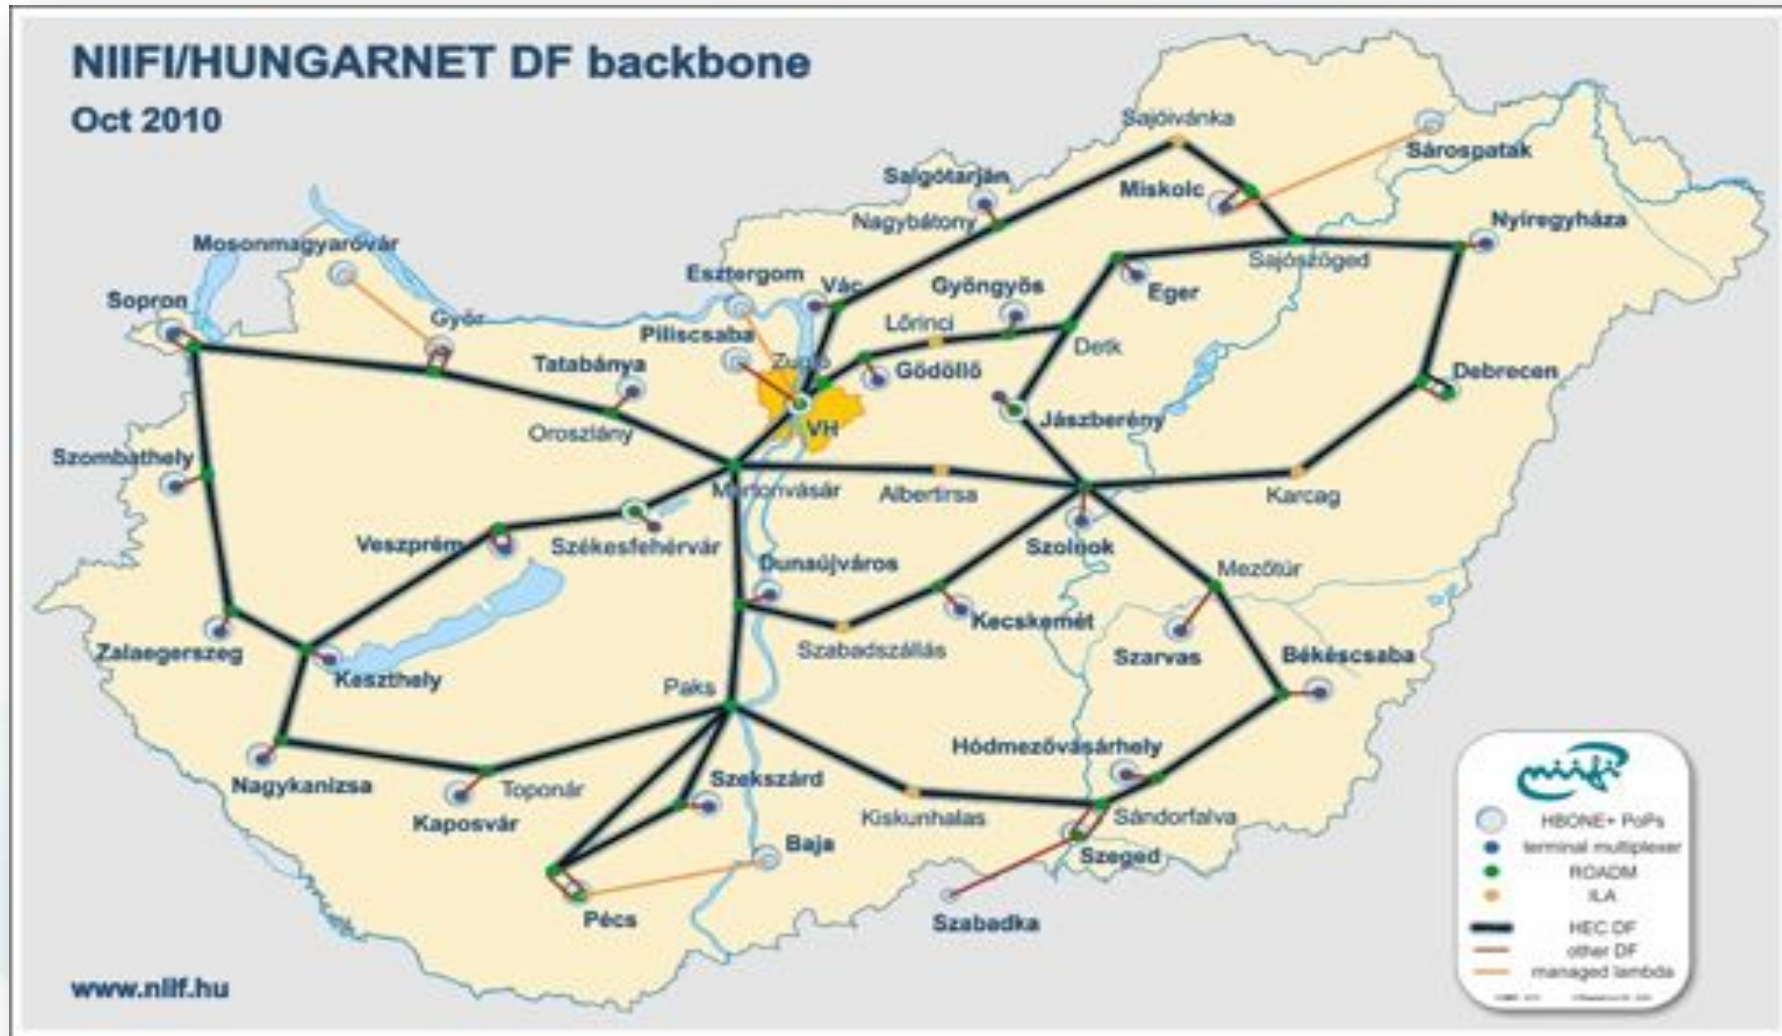 NIIFI/HUNGARNET DF backbone
Oct 2010
Sajóivánka
Sárospatak
Salgótarján
Miskolc
Nagybátony
Nyíregyháza
Mosonmagyaróvár
Sajószöged
Esztergom
Vác
Gyöngyös
Eger
Sopron
Győr
Lőrinci
Piliscsaba
Detk
Tatabánya
Gödöllő
Debrecen
Jászberény
VH
Oroszlány
Szombathely
Martonvásár
Albertirsa
Karcag
Veszprém
Székesfehérvár
Szolnok
Dunaújváros
Mezőtúr
Kecskemét
Zalaegerszeg
Szabadszállás
Szarvas
Békéscsaba
Keszthely
Paks
Hódmezővásárhely
Nagykanizsa
Toponár
Szekszárd
Kaposvár
Kiskunhalas
Sándorfalva
Baja
Szeged
Pécs
Szabadka
www.niif.hu
niifi
HBONE+ PoPs
terminal multiplexer
ROADM
ILA
HEC DF
other DF
managed lambda